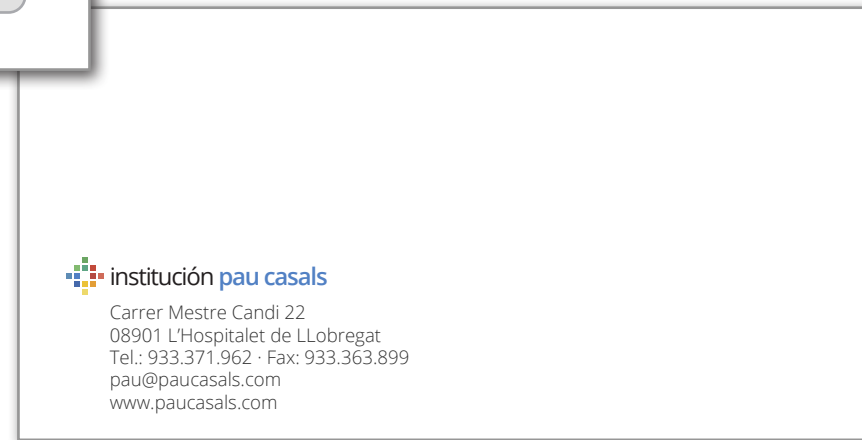 institución pau casals
Carrer Mestre Candi 22
08901 L’Hospitalet de LLobregat
Tel.: 933.371.962 · Fax: 933.363.899
pau@paucasals.com
www.paucasals.com